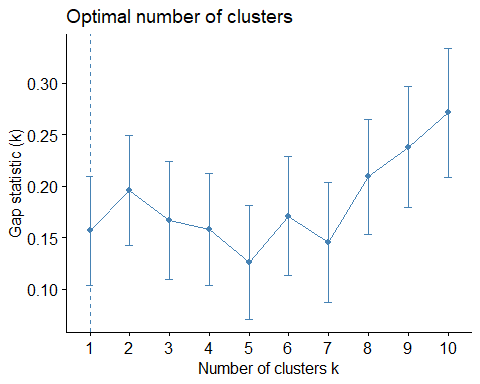 Optimal number of clusters
Gap statistic (k)
0.30
0.25
0.20
0.15
0.10
1 2 3 4 5 6 7 8 9 10
Number of clusters k